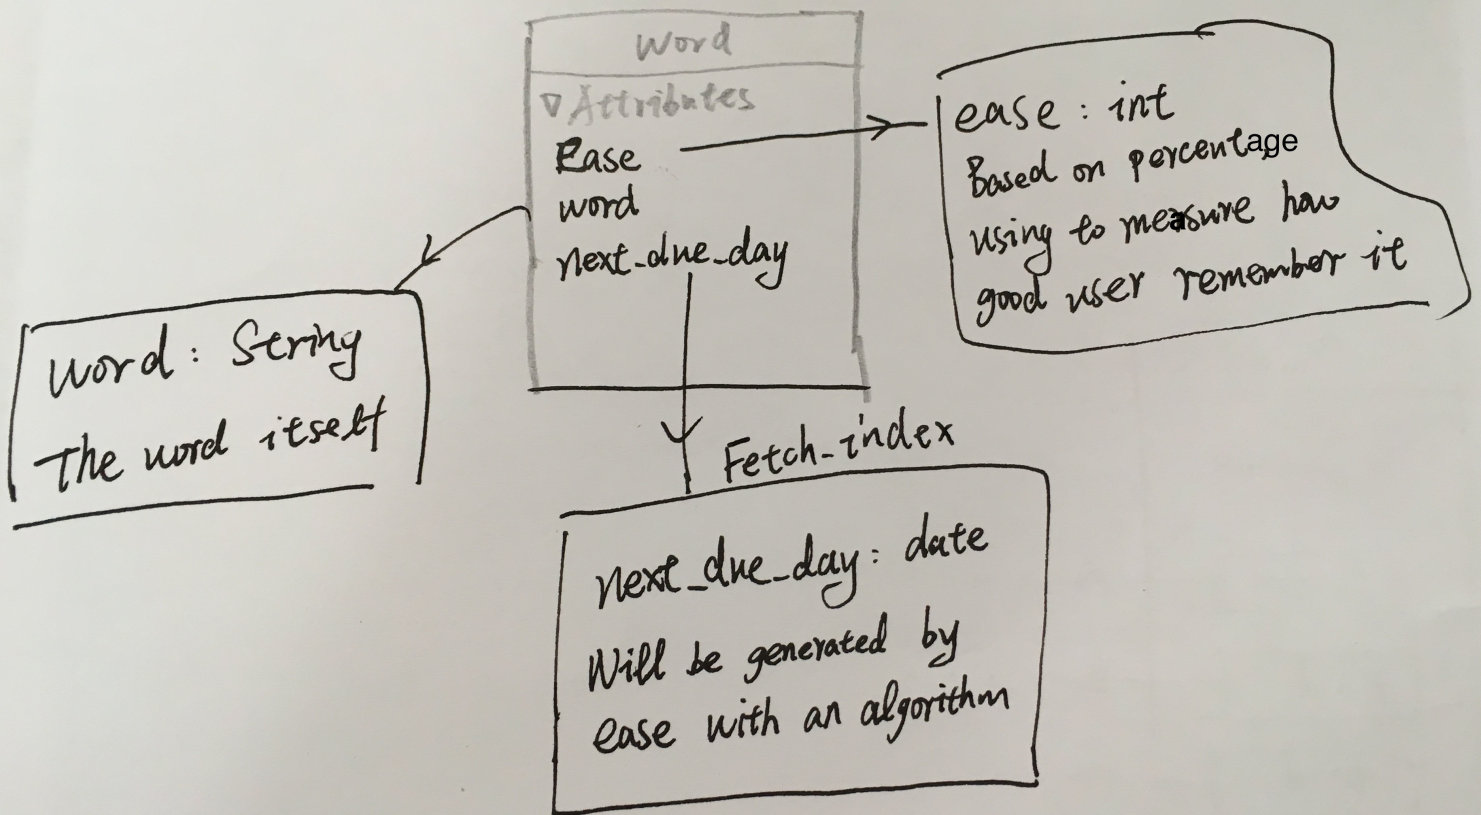 Word
▽ Attributes
Ease
word
next_due_day
ease : int
Based on percentage
using to measure how
good user remember it
word : String
The word itself
Fetch_index
next_due_day : date
Will be generated by
ease with an algorithm